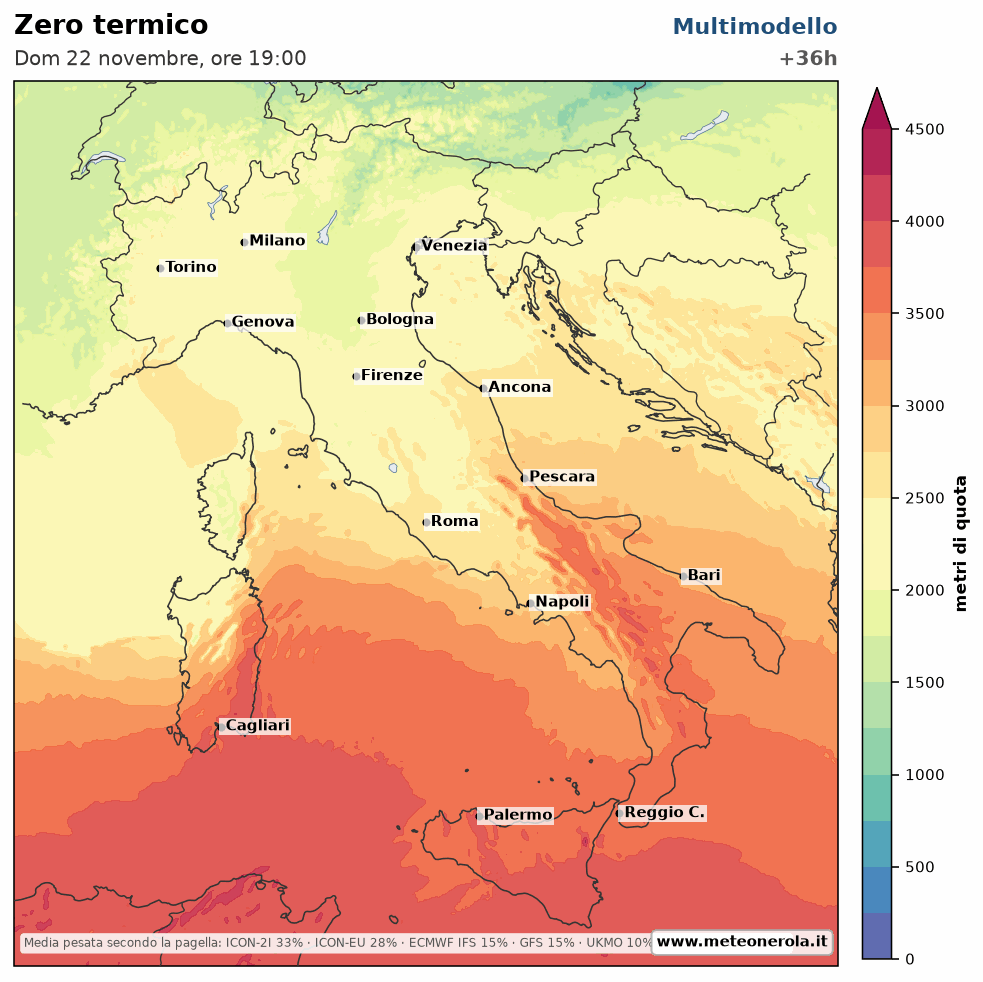 Zero termico
Multimodello
Dom 22 novembre, ore 19:00
+36h
4500
4000
3500
3000
2500
2000
1500
1000
500
0
metri di quota
Milano
Venezia
Torino
Genova
Bologna
Firenze
Ancona
Pescara
Roma
Bari
Napoli
Cagliari
Palermo
Reggio C.
Media pesata secondo la pagella: ICON-2I 33% · ICON-EU 28% · ECMWF IFS 15% · GFS 15% · UKMO 10%
www.meteonerola.it